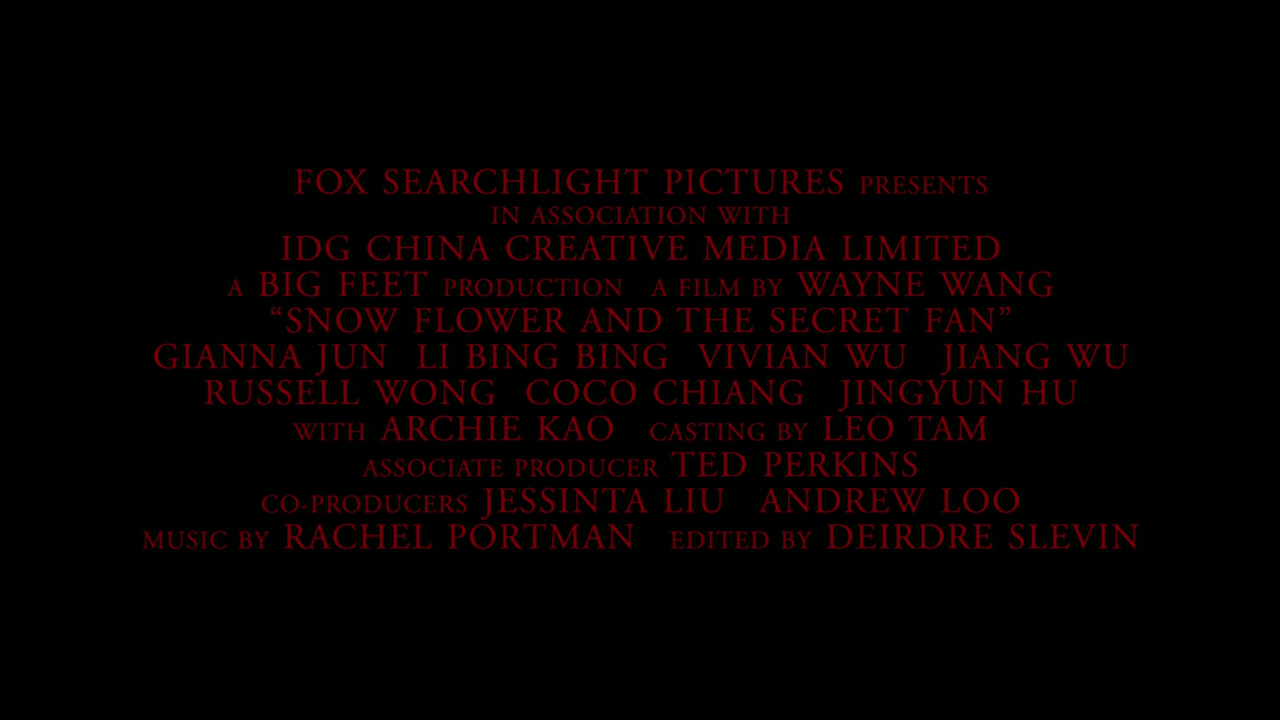 FOX SEARCHLIGHT PICTURES PRESENTS
IN ASSOCIATION WITH
IDG CHINA CREATIVE MEDIA LIMITED
A BIG FEET PRODUCTION A FILM BY WAYNE WANG
“SNOW FLOWER AND THE SECRET FAN”
GIANNA JUN LI BING BING VIVIAN WU JIANG WU
RUSSELL WONG COCO CHIANG JINGYUN HU
WITH ARCHIE KAO CASTING BY LEO TAM
ASSOCIATE PRODUCER TED PERKINS
CO-PRODUCERS JESSINTA LIU ANDREW LOO
MUSIC BY RACHEL PORTMAN EDITED BY DEIRDRE SLEVIN